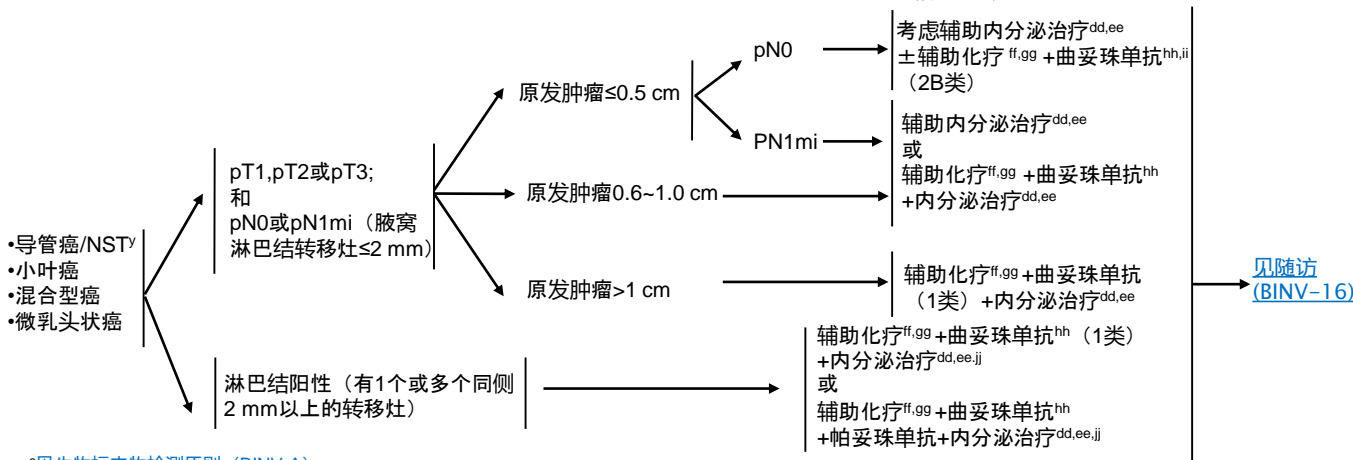 •导管癌/NSTʸ
•小叶癌
•混合型癌
•微乳头状癌
pT1,pT2或pT3;
和
pN0或pN1mi（腋窝
淋巴结转移灶≤2 mm）
原发肿瘤≤0.5 cm
pN0
考虑辅助内分泌治疗dd,ee
±辅助化疗 ff,gg +曲妥珠单抗hh,ii
（2B类）
PN1mi
辅助内分泌治疗dd,ee
或
辅助化疗ff,gg +曲妥珠单抗hh
+内分泌治疗dd,ee
原发肿瘤0.6~1.0 cm
原发肿瘤>1 cm
辅助化疗ff,gg +曲妥珠单抗
（1类）+内分泌治疗dd,ee
淋巴结阳性（有1个或多个同侧
2 mm以上的转移灶）
辅助化疗ff,gg +曲妥珠单抗hh（1类）
+内分泌治疗dd,ee.jj
或
辅助化疗ff,gg +曲妥珠单抗hh
+帕妥珠单抗+内分泌治疗dd,ee,jj
见随访
(BINV-16)